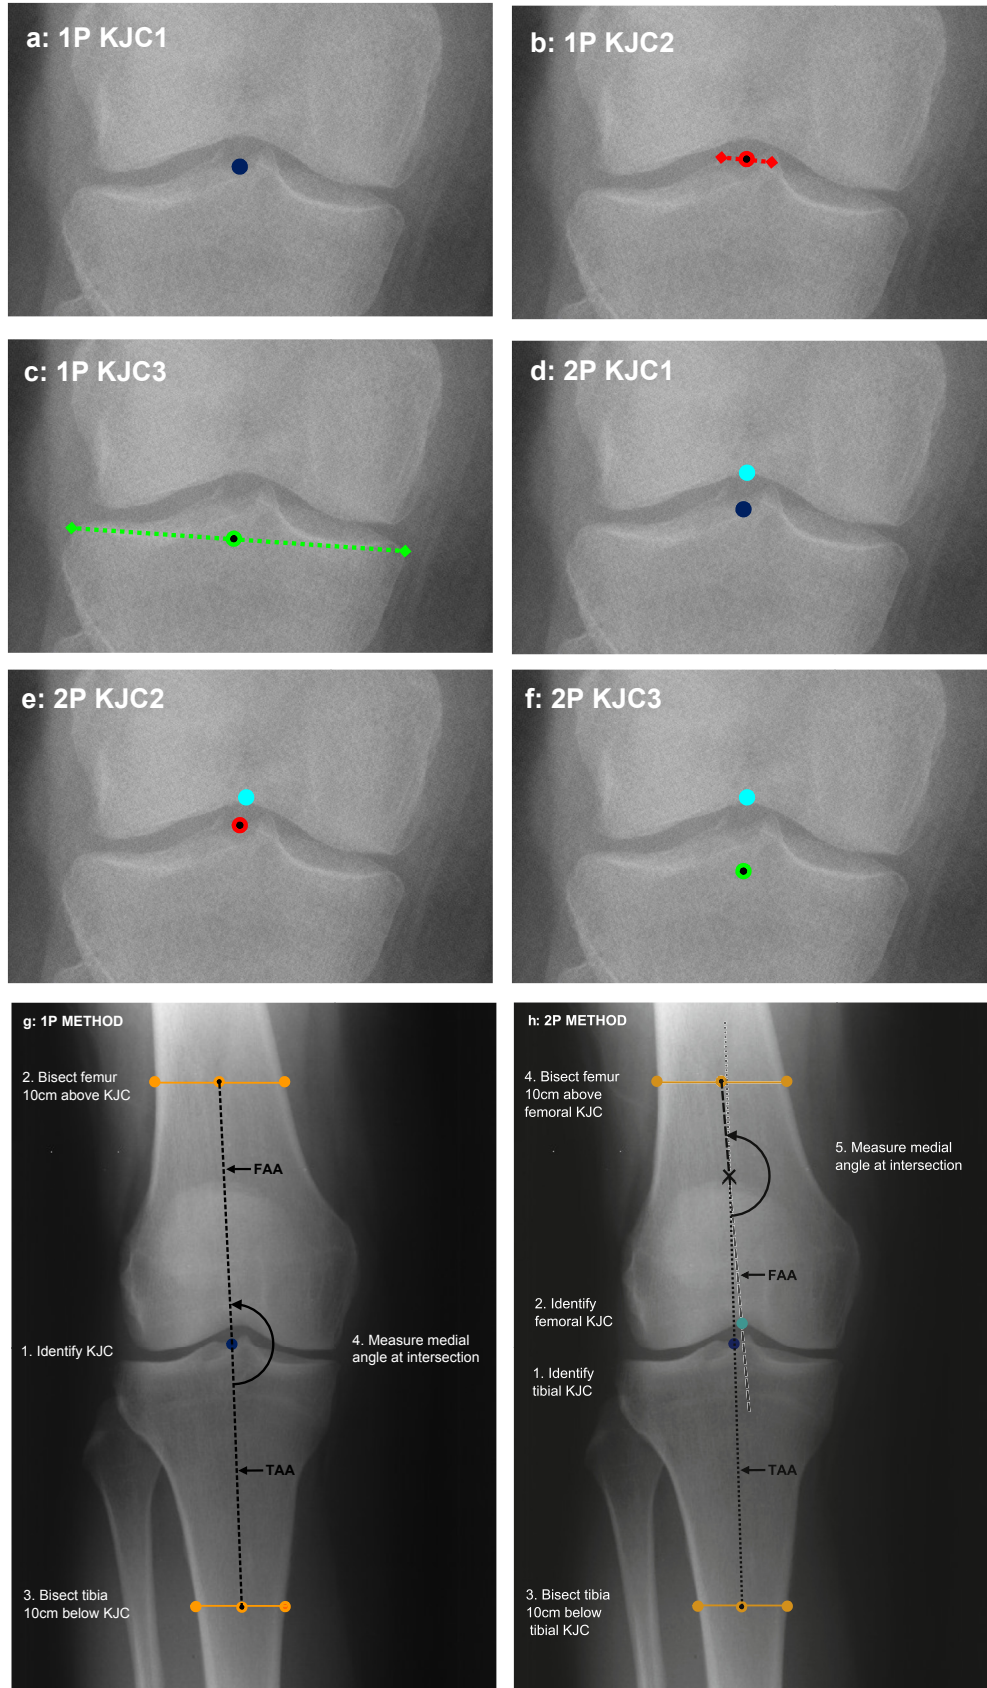 a: 1P KJC1
b: 1P KJC2
c: 1P KJC3
d: 2P KJC1
e: 2P KJC2
f: 2P KJC3
g: 1P METHOD
2. Bisect femur
10cm above KJC
FAA
1. Identify KJC
4. Measure medial
angle at intersection
TAA
3. Bisect tibia
10cm below KJC
h: 2P METHOD
4. Bisect femur
10cm above
femoral KJC
5. Measure medial
angle at intersection
FAA
2. Identify
femoral KJC
1. Identify
tibial KJC
TAA
3. Bisect tibia
10cm below
tibial KJC